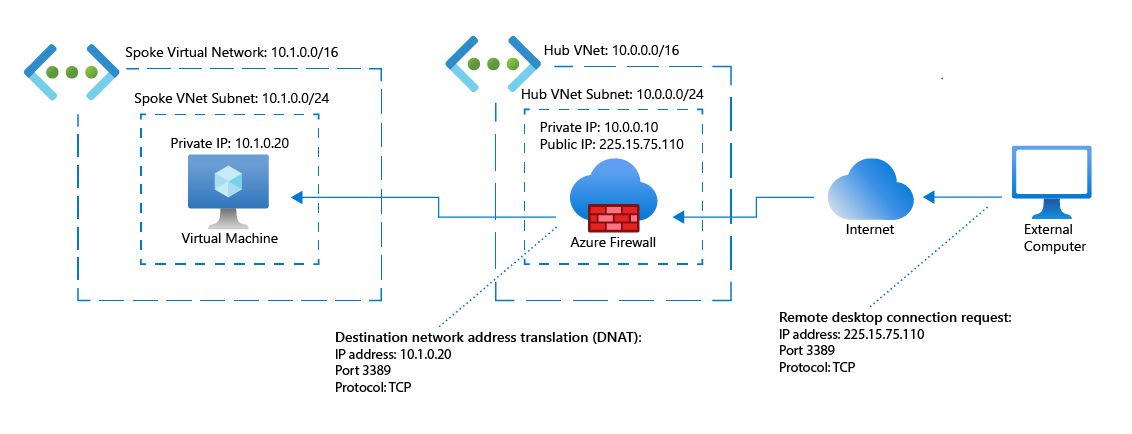 Spoke Virtual Network: 10.1.0.0/16
Spoke VNet Subnet: 10.1.0.0/24
Private IP: 10.1.0.20
Virtual Machine
Hub VNet: 10.0.0.0/16
Hub VNet Subnet: 10.0.0.0/24
Private IP: 10.0.0.10
Public IP: 225.15.75.110
Azure Firewall
Internet
External
Computer
Destination network address translation (DNAT):
IP address: 10.1.0.20
Port 3389
Protocol: TCP
Remote desktop connection request:
IP address: 225.15.75.110
Port 3389
Protocol: TCP